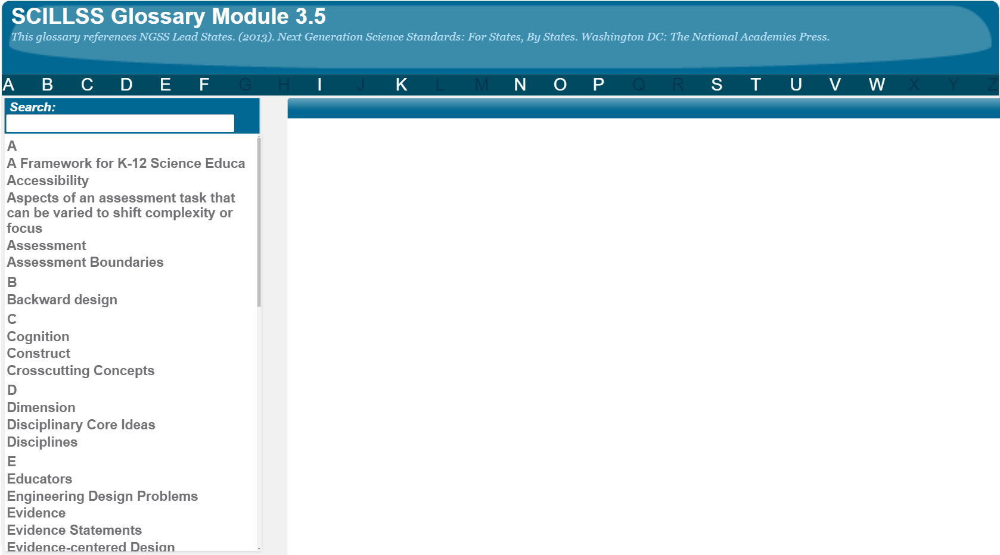 SCILLSS Glossary Module 3.5
This glossary references NGSS Lead States. (2013). Next Generation Science Standards: For States, By States. Washington DC: The National Academies Press.
A B C D E F G H I J K L M N O P Q R S T U V W X Y Z
Search:
A
A Framework for K-12 Science Educa
Accessibility
Aspects of an assessment task that
can be varied to shift complexity or
focus
Assessment
Assessment Boundaries
B
Backward design
C
Cognition
Construct
Crosscutting Concepts
D
Dimension
Disciplinary Core Ideas
Disciplines
E
Educators
Engineering Design Problems
Evidence
Evidence Statements
Evidence-centered Design